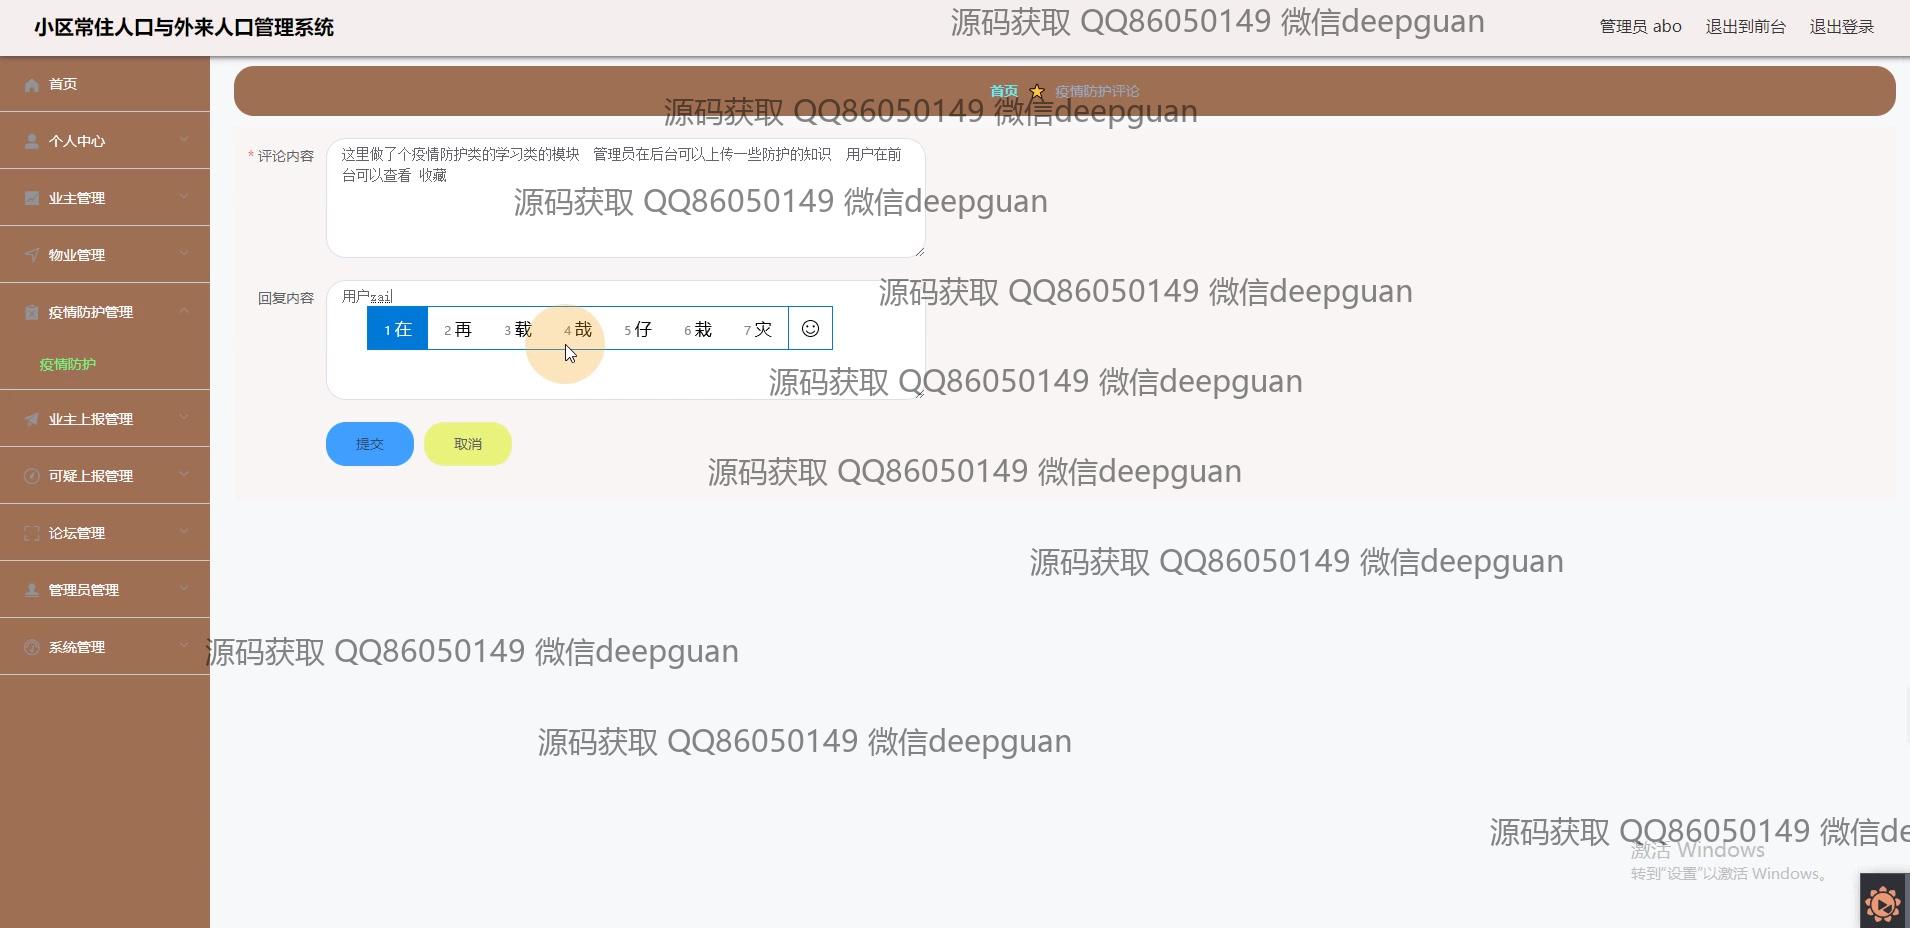 小区常住人口与外来人口管理系统
源码获取 QQ86050149 微信deepguan
管理员 abo
退出到前台
退出登录
首页
个人中心
业主管理
物业管理
疫情防护管理
疫情防护
业主上报管理
可疑上报管理
论坛管理
管理员管理
系统管理
首页 疫情防护评论
源码获取 QQ86050149 微信deepguan
* 评论内容
这里做了个疫情防护类的学习类的模块 管理员在后台可以上传一些防护的知识 用户在前
台可以查看 收藏
源码获取 QQ86050149 微信deepguan
回复内容
用户zai
源码获取 QQ86050149 微信deepguan
1 在 2 再 3 载 4 哉 5 仔 6 栽 7 灾
源码获取 QQ86050149 微信deepguan
提交
取消
源码获取 QQ86050149 微信deepguan
源码获取 QQ86050149 微信deepguan
源码获取 QQ86050149 微信deepguan
源码获取 QQ86050149 微信deepguan
源码获取 QQ86050149 微信de
激活 Windows
转到"设置"以激活 Windows。